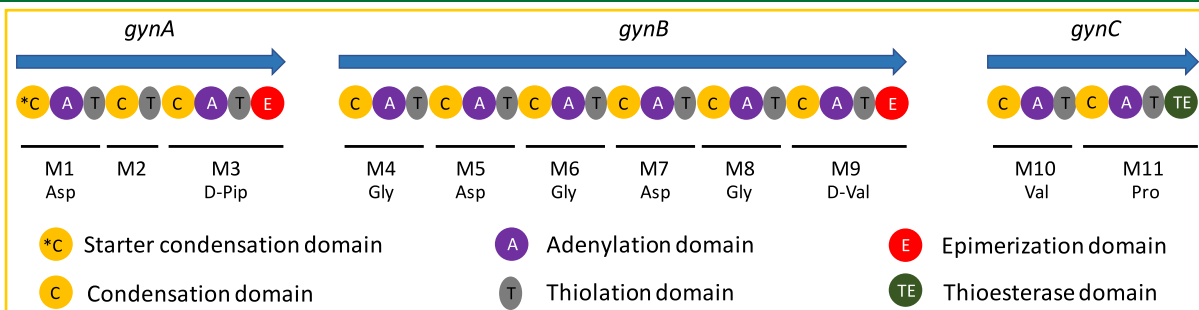 gynA gynB gynC
*C A T C T C A T E C A T C A T C A T C A T C A T C A T E C A T C A T TE
M1 M2 M3 M4 M5 M6 M7 M8 M9 M10 M11
Asp D-Pip Gly Asp Gly Asp Gly D-Val Val Pro
*C Starter condensation domain A Adenylation domain E Epimerization domain
C Condensation domain T Thiolation domain TE Thioesterase domain